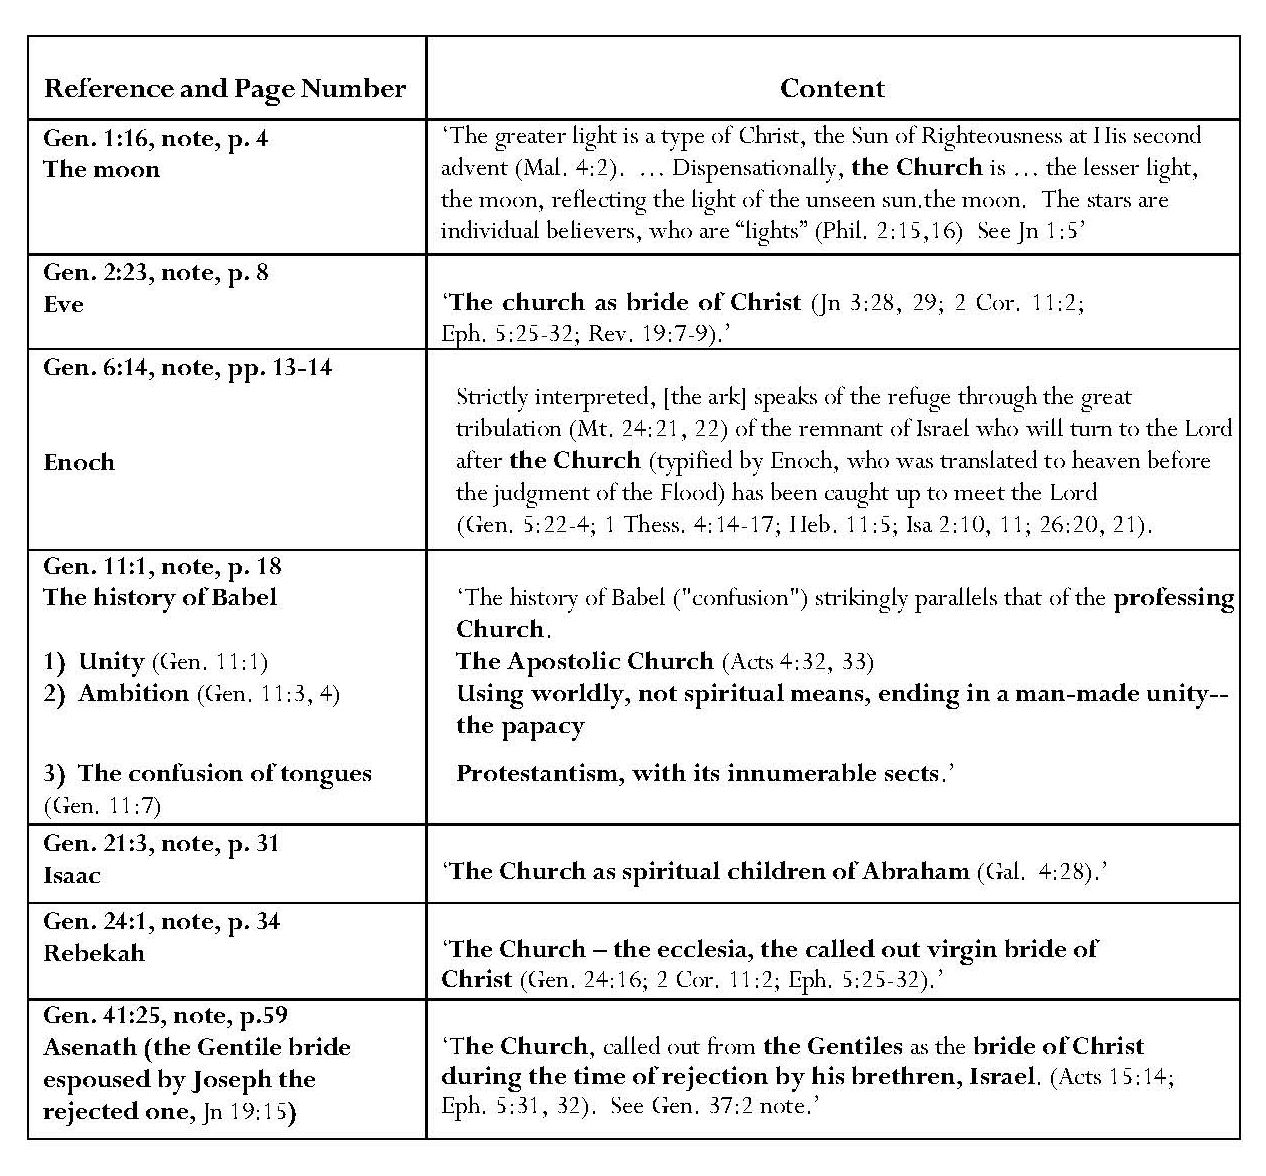 Reference and Page Number
Content
Gen. 1:16, note, p. 4
The moon
‘The greater light is a type of Christ, the Sun of Righteousness at His second
advent (Mal. 4:2).  … Dispensationally, the Church is … the lesser light,
the moon, reflecting the light of the unseen sun.the moon.  The stars are
individual believers, who are “lights” (Phil. 2:15,16)  See Jn 1:5’
Gen. 2:23, note, p. 8
Eve
‘The church as bride of Christ (Jn 3:28, 29; 2 Cor. 11:2;
Eph. 5:25-32; Rev. 19:7-9).’
Gen. 6:14, note, pp. 13-14
Enoch
Strictly interpreted, [the ark] speaks of the refuge through the great
tribulation (Mt. 24:21, 22) of the remnant of Israel who will turn to the Lord
after the Church (typified by Enoch, who was translated to heaven before
the judgment of the Flood) has been caught up to meet the Lord
(Gen. 5:22-4; 1 Thess. 4:14-17; Heb. 11:5; Isa 2:10, 11; 26:20, 21).
Gen. 11:1, note, p. 18
The history of Babel
‘The history of Babel ("confusion") strikingly parallels that of the professing
Church.
1) Unity (Gen. 11:1)
The Apostolic Church (Acts 4:32, 33)
2) Ambition (Gen. 11:3, 4)
Using worldly, not spiritual means, ending in a man-made unity--
the papacy
3) The confusion of tongues
(Gen. 11:7)
Protestantism, with its innumerable sects.’
Gen. 21:3, note, p. 31
Isaac
‘The Church as spiritual children of Abraham (Gal.  4:28).’
Gen. 24:1, note, p. 34
Rebekah
‘The Church – the ecclesia, the called out virgin bride of
Christ (Gen. 24:16; 2 Cor. 11:2; Eph. 5:25-32).’
Gen. 41:25, note, p.59
Asenath (the Gentile bride
espoused by Joseph the
rejected one, Jn 19:15)
‘The Church, called out from the Gentiles as the bride of Christ
during the time of rejection by his brethren, Israel. (Acts 15:14;
Eph. 5:31, 32).  See Gen. 37:2 note.’